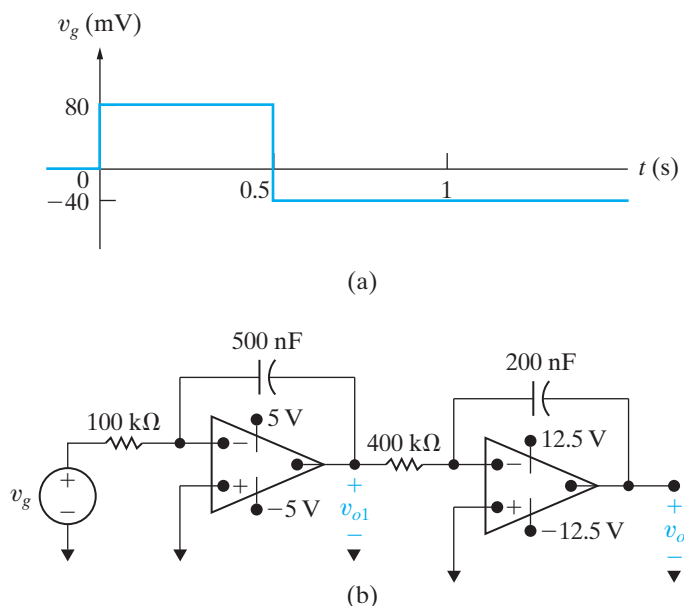 v_g (mV)
80
0
−40
0.5
1
t (s)
(a)
500 nF
200 nF
100 kΩ
5 V
400 kΩ
12.5 V
−
+
−5 V
−
+
−12.5 V
v_g
+
−
+
v_o1
−
+
v_o
−
(b)